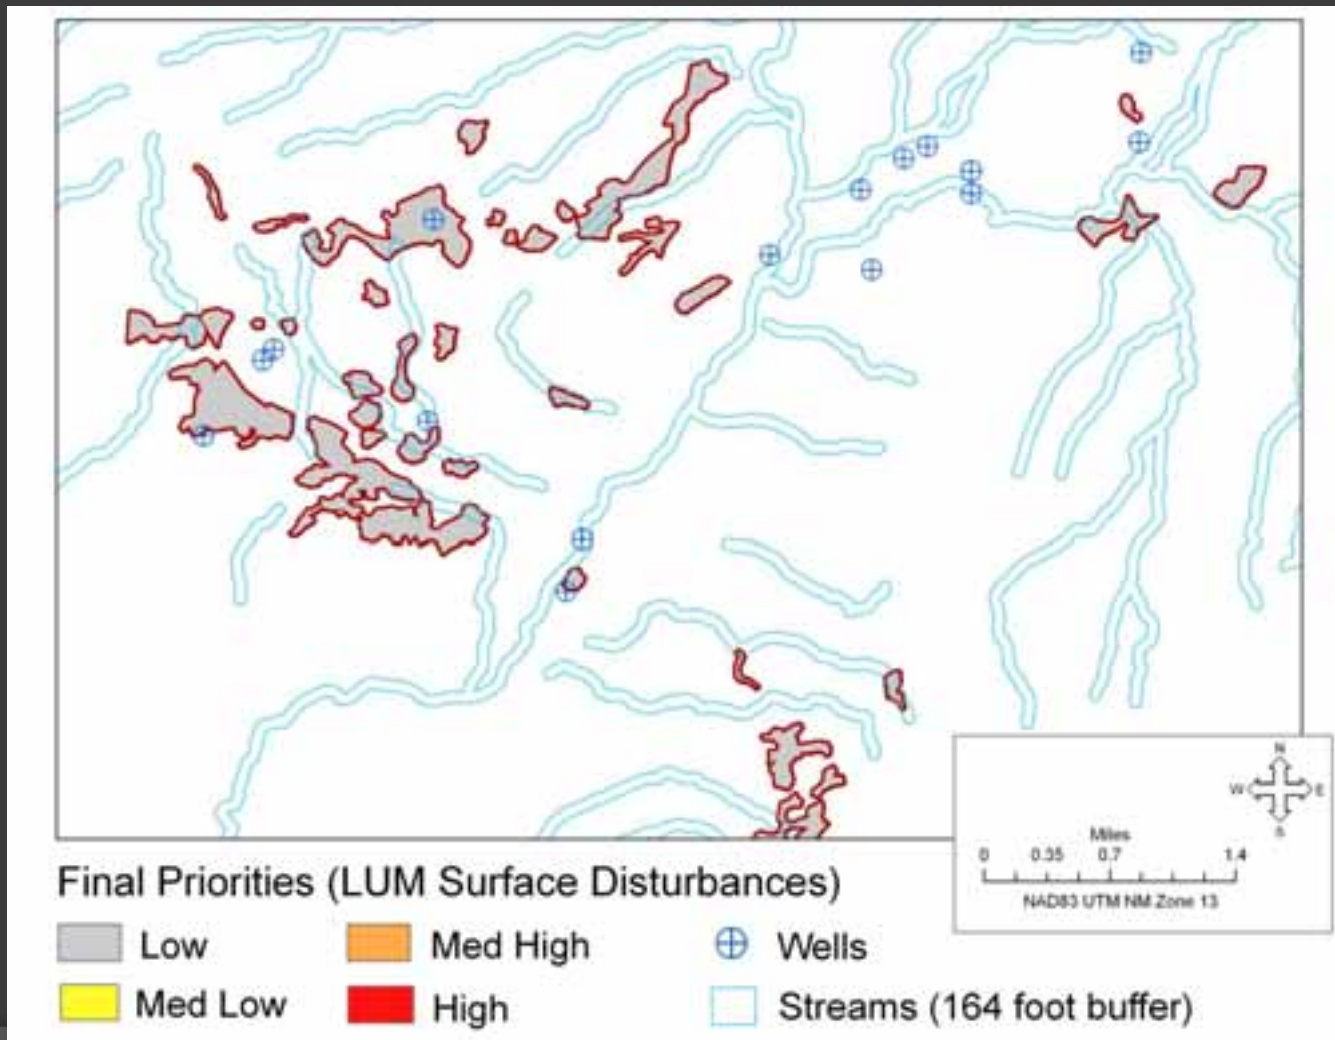 N
W E
S
Miles
0 0.35 0.7 1.4
NAD83 UTM NM Zone 13
Final Priorities (LUM Surface Disturbances)
Low Med High Wells
Med Low High Streams (164 foot buffer)